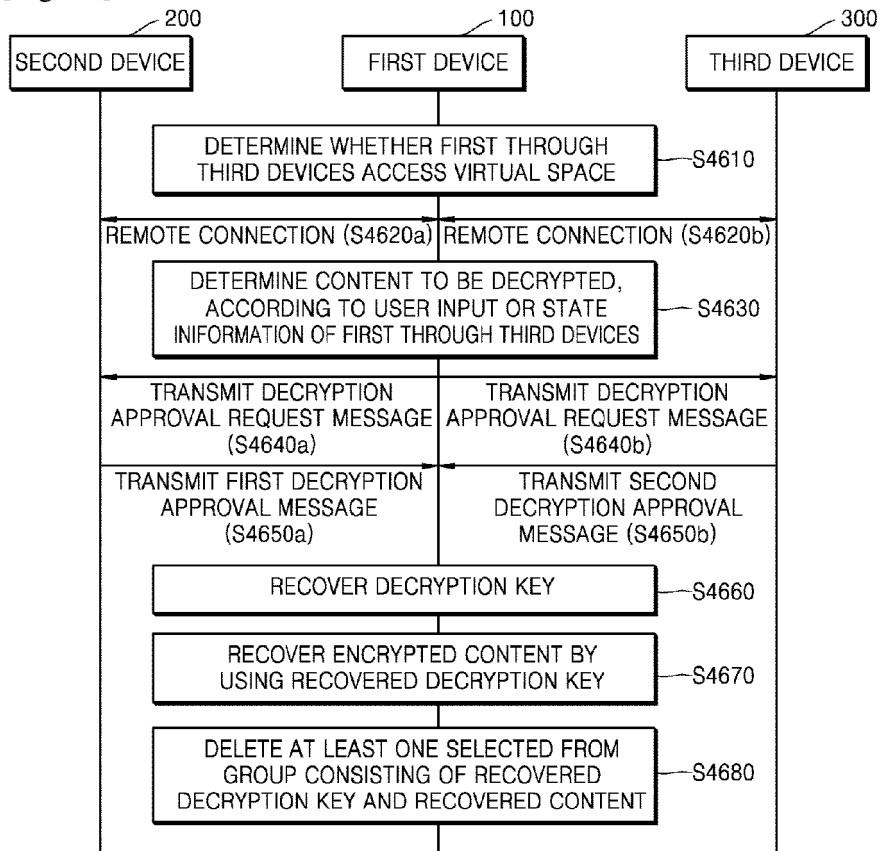 200
100
300
SECOND DEVICE
FIRST DEVICE
THIRD DEVICE
DETERMINE WHETHER FIRST THROUGH
THIRD DEVICES ACCESS VIRTUAL SPACE
S4610
REMOTE CONNECTION (S4620a)
REMOTE CONNECTION (S4620b)
DETERMINE CONTENT TO BE DECRYPTED,
ACCORDING TO USER INPUT OR STATE
INIFORMATION OF FIRST THROUGH THIRD DEVICES
S4630
TRANSMIT DECRYPTION
APPROVAL REQUEST MESSAGE
(S4640a)
TRANSMIT DECRYPTION
APPROVAL REQUEST MESSAGE
(S4640b)
TRANSMIT FIRST DECRYPTION
APPROVAL MESSAGE
(S4650a)
TRANSMIT SECOND
DECRYPTION APPROVAL
MESSAGE (S4650b)
RECOVER DECRYPTION KEY
S4660
RECOVER ENCRYPTED CONTENT BY
USING RECOVERED DECRYPTION KEY
S4670
DELETE AT LEAST ONE SELECTED FROM
GROUP CONSISTING OF RECOVERED
DECRYPTION KEY AND RECOVERED CONTENT
S4680